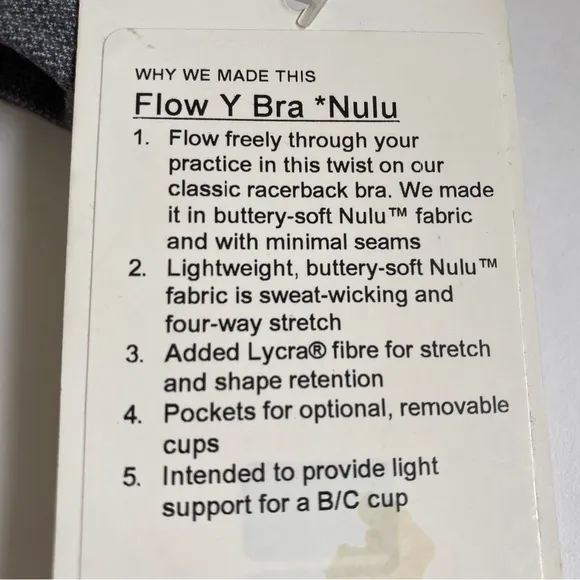 WHY WE MADE THIS
Flow Y Bra *Nulu
1. Flow freely through your
practice in this twist on our
classic racerback bra. We made
it in buttery-soft Nulu™ fabric
and with minimal seams
2. Lightweight, buttery-soft Nulu™
fabric is sweat-wicking and
four-way stretch
3. Added Lycra® fibre for stretch
and shape retention
4. Pockets for optional, removable
cups
5. Intended to provide light
support for a B/C cup